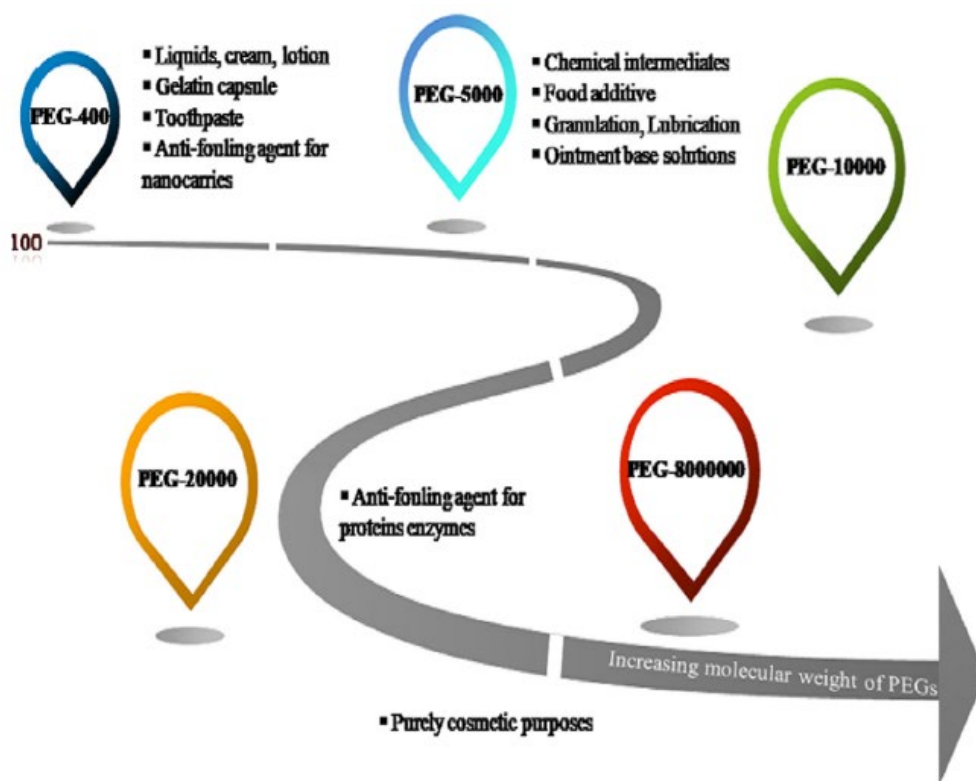 PEG-400
▪ Liquids, cream, lotion
▪ Gelatin capsule
▪ Toothpaste
▪ Anti-fouling agent for
nanocarries
PEG-5000
▪ Chemical intermediates
▪ Food additive
▪ Granulation, Lubrication
▪ Ointment base solutions
PEG-10000
100
PEG-20000
▪ Anti-fouling agent for
proteins enzymes
PEG-8000000
Increasing molecular weight of PEGs
▪ Purely cosmetic purposes